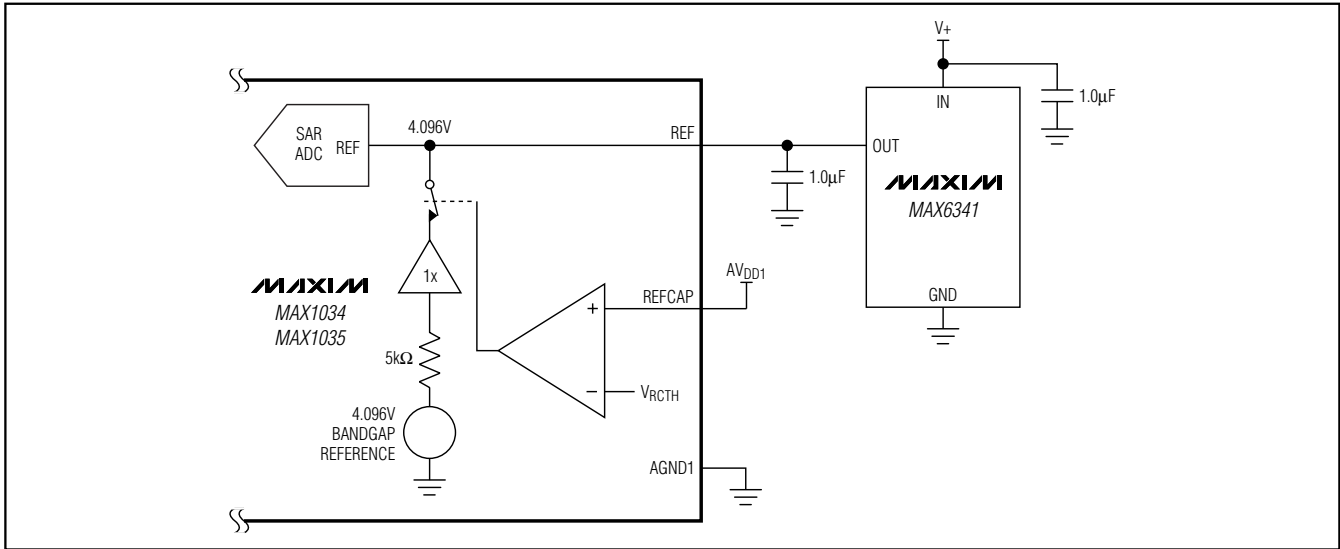 V+
IN
1.0µF
SAR
ADC
REF
4.096V
REF
OUT
1.0µF
MAXIM
MAX6341
GND
1x
MAXIM
MAX1034
MAX1035
AVDD1
REFCAP
+
5kΩ
−
VRCTH
4.096V
BANDGAP
REFERENCE
AGND1